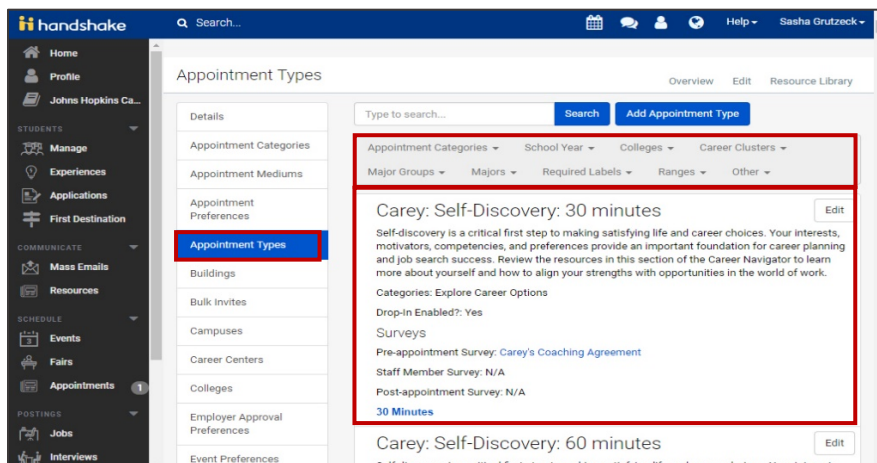 handshake
Search...
Help
Sasha Grutzeck
Home
Profile
Johns Hopkins Ca...
STUDENTS
Manage
Experiences
Applications
First Destination
COMMUNICATE
Mass Emails
Resources
SCHEDULE
Events
Fairs
Appointments 1
POSTINGS
Jobs
Interviews
Appointment Types
Overview Edit Resource Library
Details
Appointment Categories
Appointment Mediums
Appointment
Preferences
Appointment Types
Buildings
Bulk Invites
Campuses
Career Centers
Colleges
Employer Approval
Preferences
Event Preferences
Type to search... Search Add Appointment Type
Appointment Categories School Year Colleges Career Clusters
Major Groups Majors Required Labels Ranges Other
Carey: Self-Discovery: 30 minutes Edit
Self-discovery is a critical first step to making satisfying life and career choices. Your interests,
motivators, competencies, and preferences provide an important foundation for career planning
and job search success. Review the resources in this section of the Career Navigator to learn
more about yourself and how to align your strengths with opportunities in the world of work.
Categories: Explore Career Options
Drop-In Enabled?: Yes
Surveys
Pre-appointment Survey: Carey's Coaching Agreement
Staff Member Survey: N/A
Post-appointment Survey: N/A
30 Minutes
Carey: Self-Discovery: 60 minutes Edit